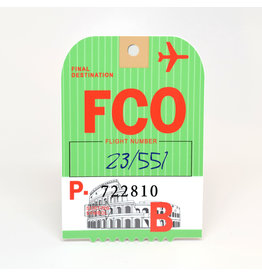 FINAL
DESTINATION
FCO
FLIGHT NUMBER
23/551
P. 722810
B